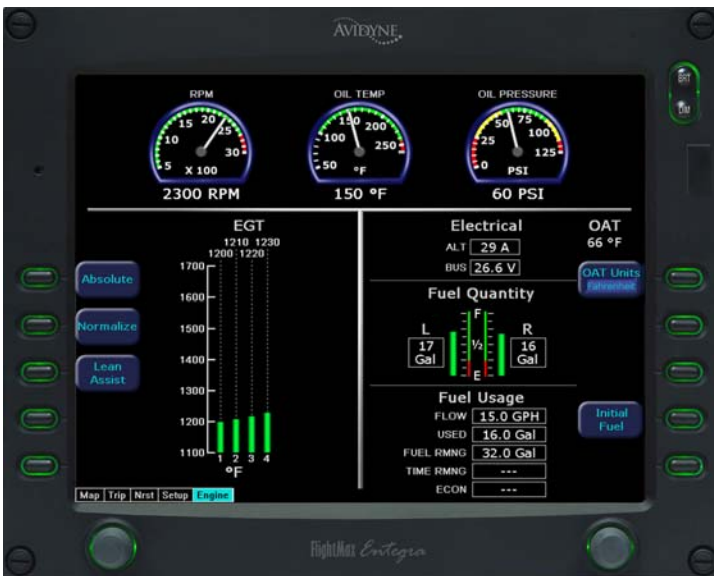 AVIDYNE
BRT
DIM
RPM
5 10 15 20 25 30
X 100
2300 RPM
OIL TEMP
50 100 150 200 250
°F
150 °F
OIL PRESSURE
0 25 50 75 100 125
PSI
60 PSI
EGT
1210 1230
1200 1220
1700
1600
1500
1400
1300
1200
1100
1 2 3 4
°F
Absolute
Normalize
Lean
Assist
Electrical
ALT 29 A
BUS 26.6 V
OAT
66 °F
OAT Units
Fahrenheit
Fuel Quantity
L
17
Gal
F
½
E
R
16
Gal
Fuel Usage
FLOW 15.0 GPH
USED 16.0 Gal
FUEL RMNG 32.0 Gal
TIME RMNG ---
ECON ---
Initial
Fuel
Map Trip Nrst Setup Engine
FlightMax Entegra